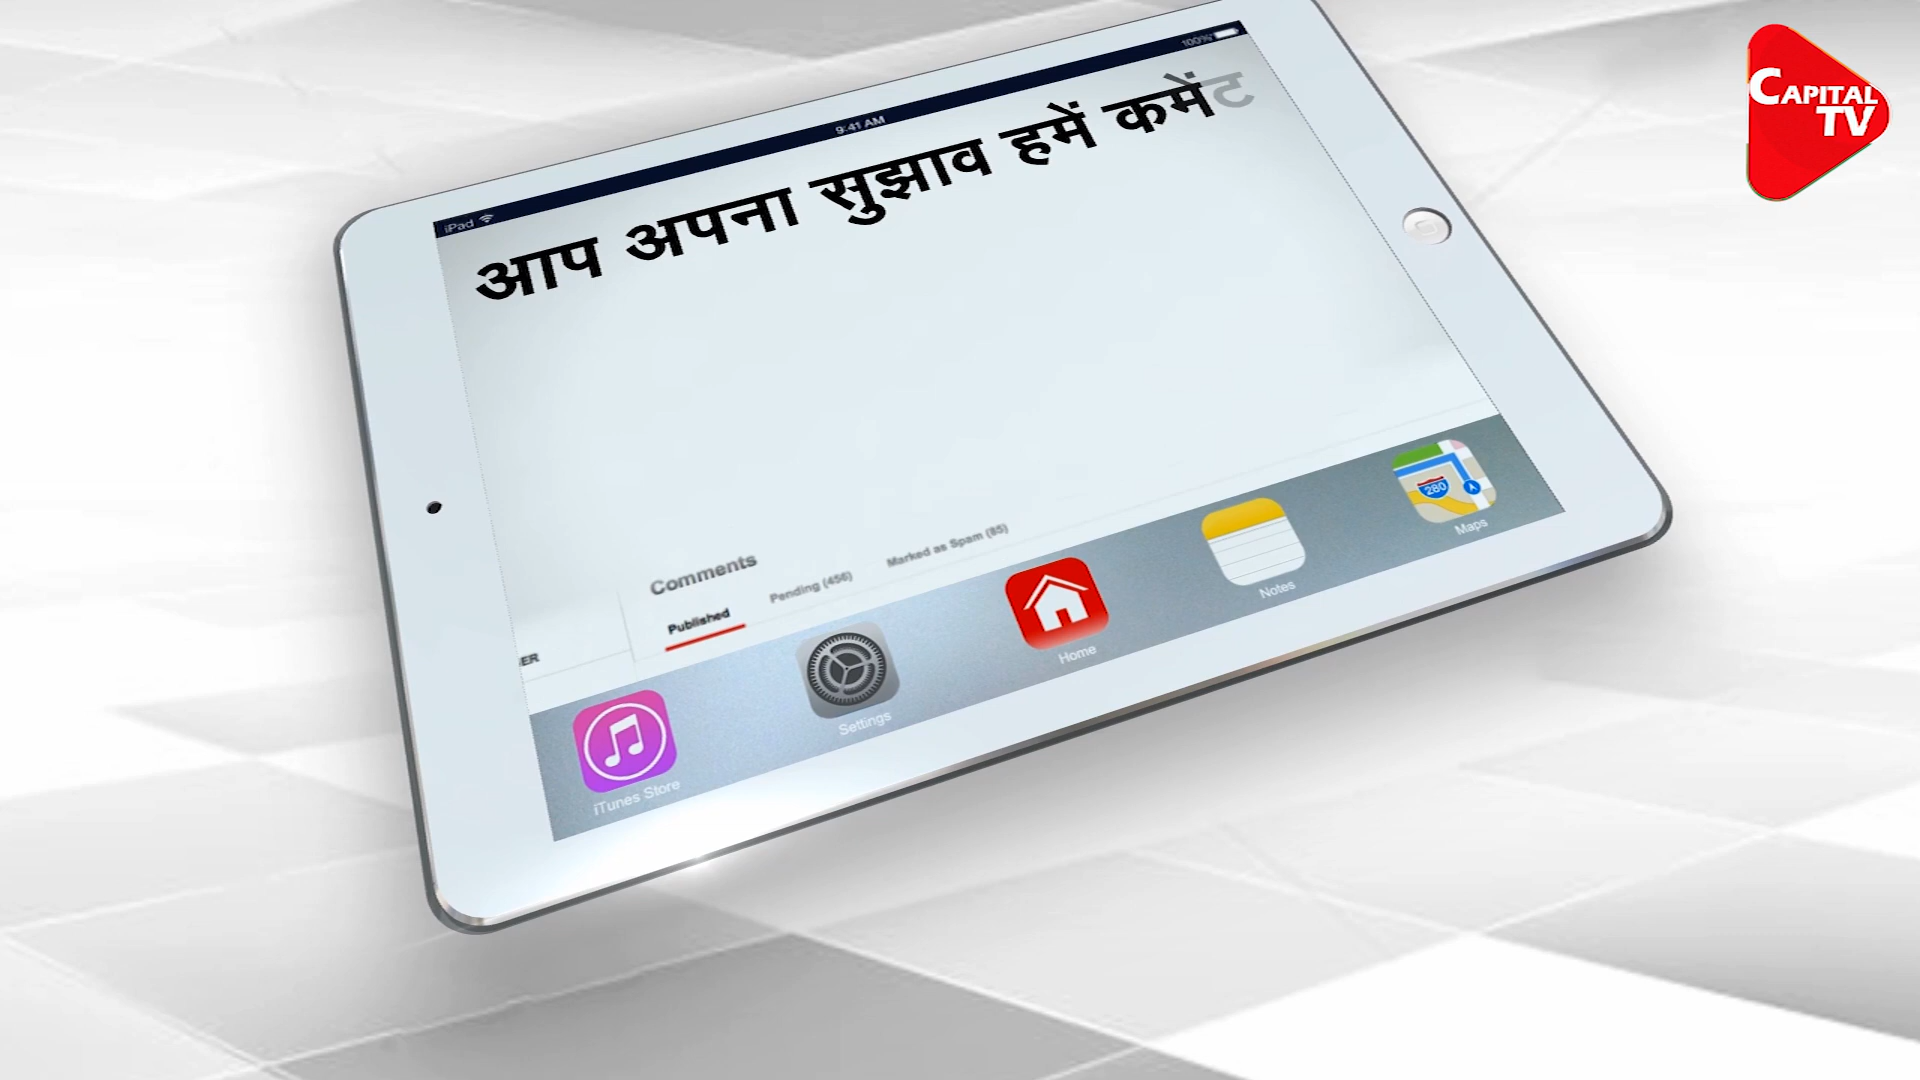 CAPITAL
TV
iPad
9:41 AM
100%
आप अपना सुझाव हमें कमेंट
Comments
Published
Pending (456)
Marked as Spam (85)
ER
iTunes Store
Settings
Home
Notes
280
Maps